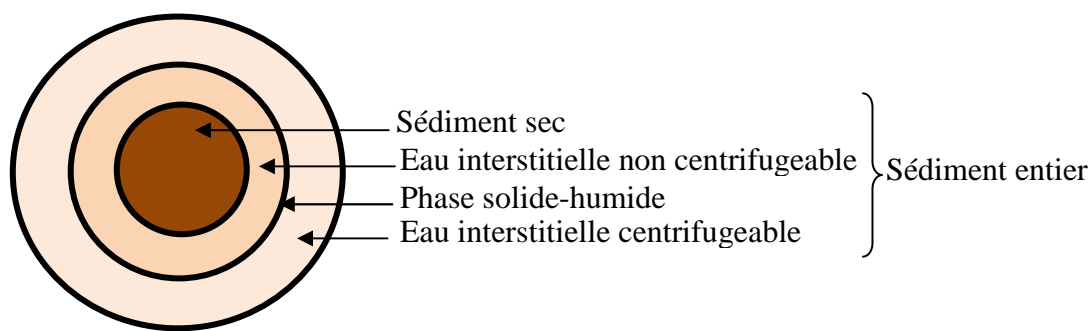 Sédiment sec
Eau interstitielle non centrifugeable
Phase solide-humide
Eau interstitielle centrifugeable
Sédiment entier